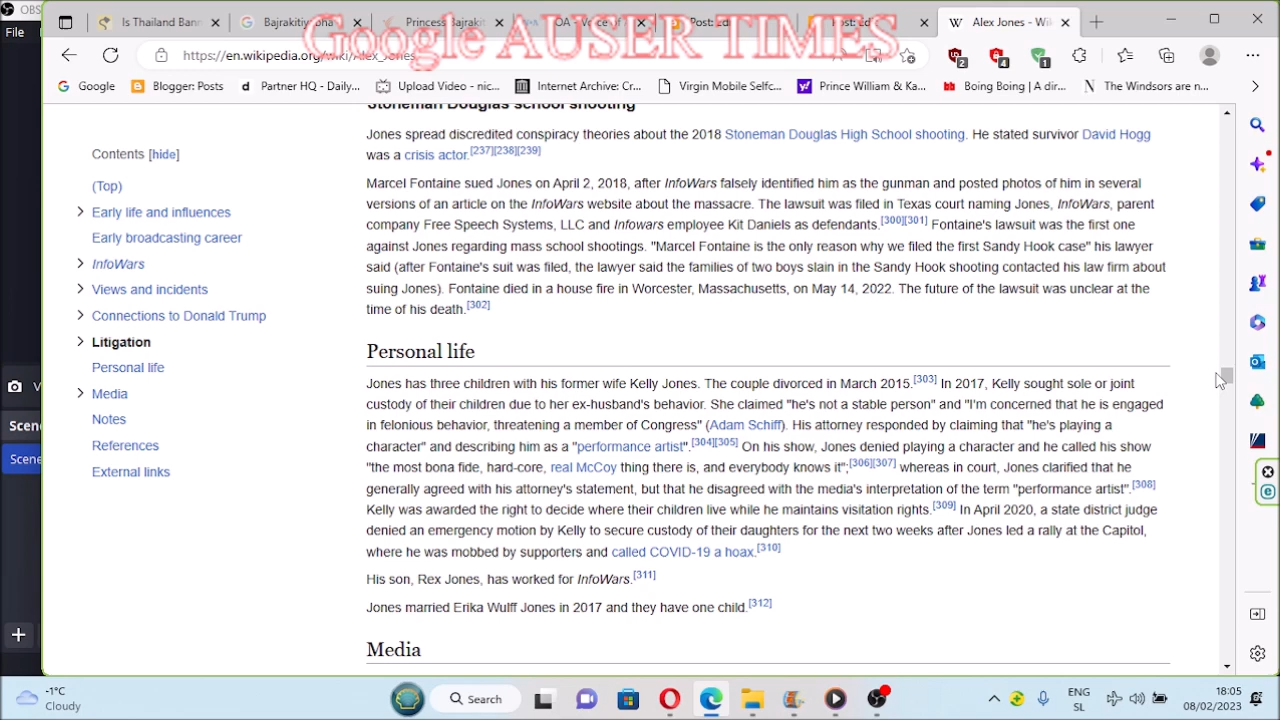 OBS
File
Is Thailand Ban
Bajrakitiyabha
Princess Bajrakit
VOA - Voice of
Post: Edit
Post: Edit
Alex Jones - Wik
Google AUSER TIMES
https://en.wikipedia.org/wiki/Alex_Jones
2
4
1
Google
Blogger: Posts
Partner HQ - Daily...
Upload Video - nic...
Internet Archive: Cr...
Virgin Mobile Selfc...
Prince William & Ka...
Boing Boing | A dir...
The Windsors are r...
Stoneman Douglas school shooting
Contents [hide]
(Top)
Early life and influences
Early broadcasting career
InfoWars
Views and incidents
Connections to Donald Trump
Litigation
Personal life
Media
Notes
References
External links
Jones spread discredited conspiracy theories about the 2018 Stoneman Douglas High School shooting. He stated survivor David Hogg
was a crisis actor.[237][238][239]
Marcel Fontaine sued Jones on April 2, 2018, after InfoWars falsely identified him as the gunman and posted photos of him in several
versions of an article on the InfoWars website about the massacre. The lawsuit was filed in Texas court naming Jones, InfoWars, parent
company Free Speech Systems, LLC and Infowars employee Kit Daniels as defendants.[300][301] Fontaine's lawsuit was the first one
against Jones regarding mass school shootings. "Marcel Fontaine is the only reason why we filed the first Sandy Hook case" his lawyer
said (after Fontaine's suit was filed, the lawyer said the families of two boys slain in the Sandy Hook shooting contacted his law firm about
suing Jones). Fontaine died in a house fire in Worcester, Massachusetts, on May 14, 2022. The future of the lawsuit was unclear at the
time of his death.[302]
Personal life
Jones has three children with his former wife Kelly Jones. The couple divorced in March 2015.[303] In 2017, Kelly sought sole or joint
custody of their children due to her ex-husband's behavior. She claimed "he's not a stable person" and "I'm concerned that he is engaged
in felonious behavior, threatening a member of Congress" (Adam Schiff). His attorney responded by claiming that "he's playing a
character" and describing him as a "performance artist".[304][305] On his show, Jones denied playing a character and he called his show
"the most bona fide, hard-core, real McCoy thing there is, and everybody knows it";[306][307] whereas in court, Jones clarified that he
generally agreed with his attorney's statement, but that he disagreed with the media's interpretation of the term "performance artist".[308]
Kelly was awarded the right to decide where their children live while he maintains visitation rights.[309] In April 2020, a state district judge
denied an emergency motion by Kelly to secure custody of their daughters for the next two weeks after Jones led a rally at the Capitol,
where he was mobbed by supporters and called COVID-19 a hoax.[310]
His son, Rex Jones, has worked for InfoWars.[311]
Jones married Erika Wulff Jones in 2017 and they have one child.[312]
Media
V
Scene
Scene
-1°C
Cloudy
Search
ENG
SL
18:05
08/02/2023